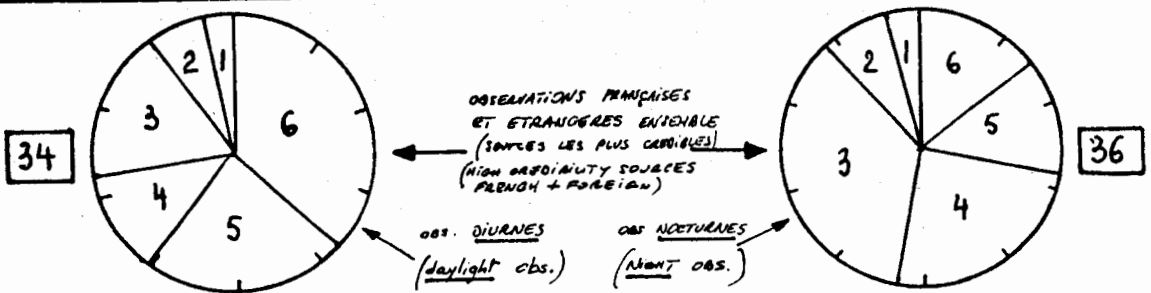 34
1
2
3
4
5
6
OBSERVATIONS FRANÇAISES
ET ETRANGERES ENSEMBLE
(SOURCES LES PLUS CREDIBLES)
(HIGH CREDIBILITY SOURCES
FRENCH + FOREIGN)
OBS. DIURNES
(daylight obs.)
OBS NOCTURNES
(NIGHT OBS.)
1
2
3
4
5
6
36